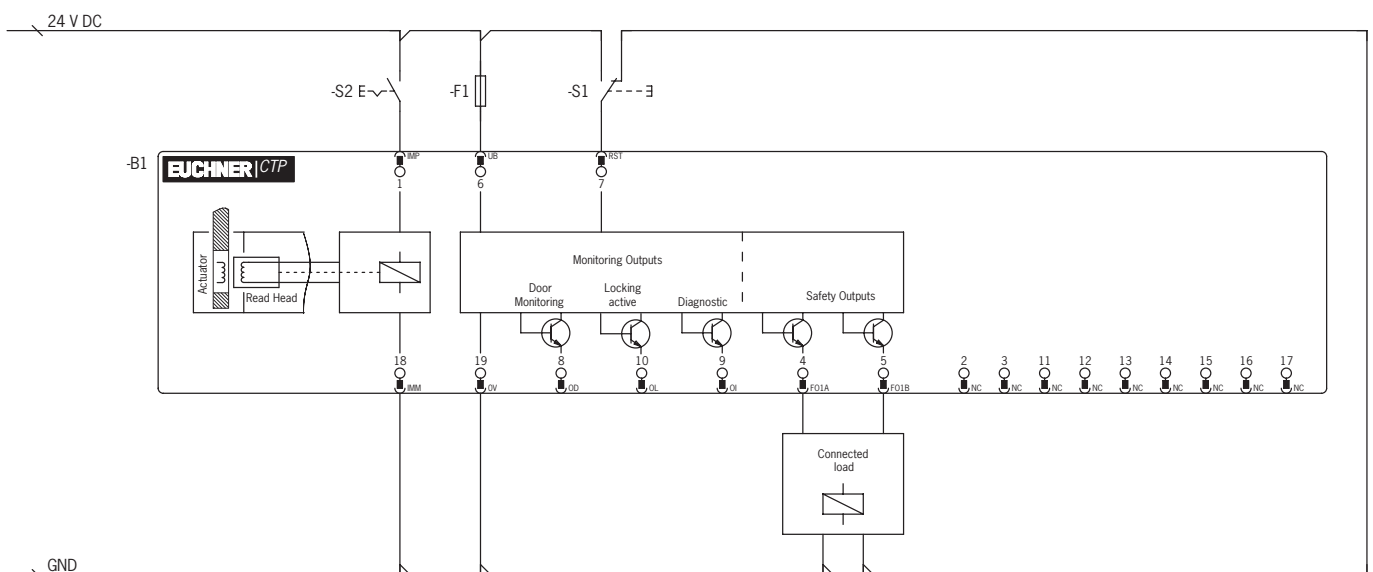 24 V DC
-S2
-F1
-S1
-B1
EUCHNER CTP
IMP
UB
RST
1
6
7
Actuator
Read Head
Monitoring Outputs
Door
Monitoring
Locking
active
Diagnostic
Safety Outputs
18
19
8
10
9
4
5
2
3
11
12
13
14
15
16
17
IMM
0V
OD
OL
OI
FO1A
FO1B
NC
NC
NC
NC
NC
NC
NC
NC
NC
Connected
load
GND